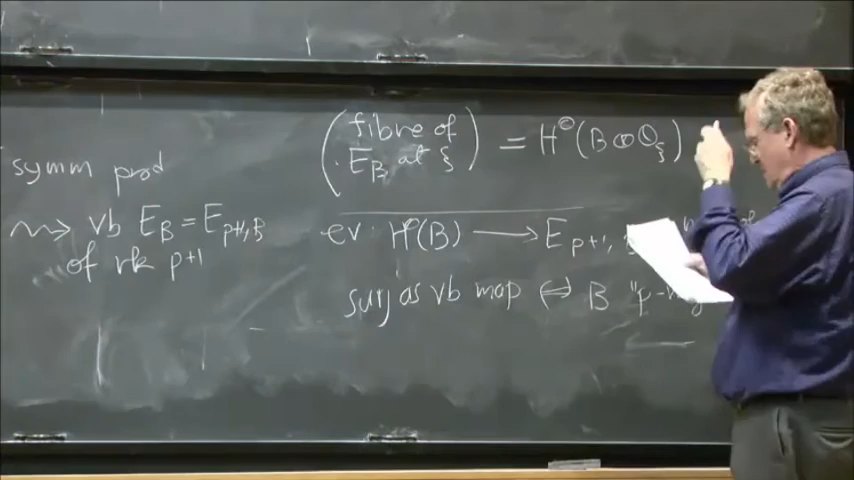 symm prod
⇝ vb E_B = E_{p+1,B}
of rk p+1
(fibre of E_B at ξ) = H^0(B⊗O_ξ)
ev: H^0(B) → E_{p+1,
surj as vb map ⟺ B "p-